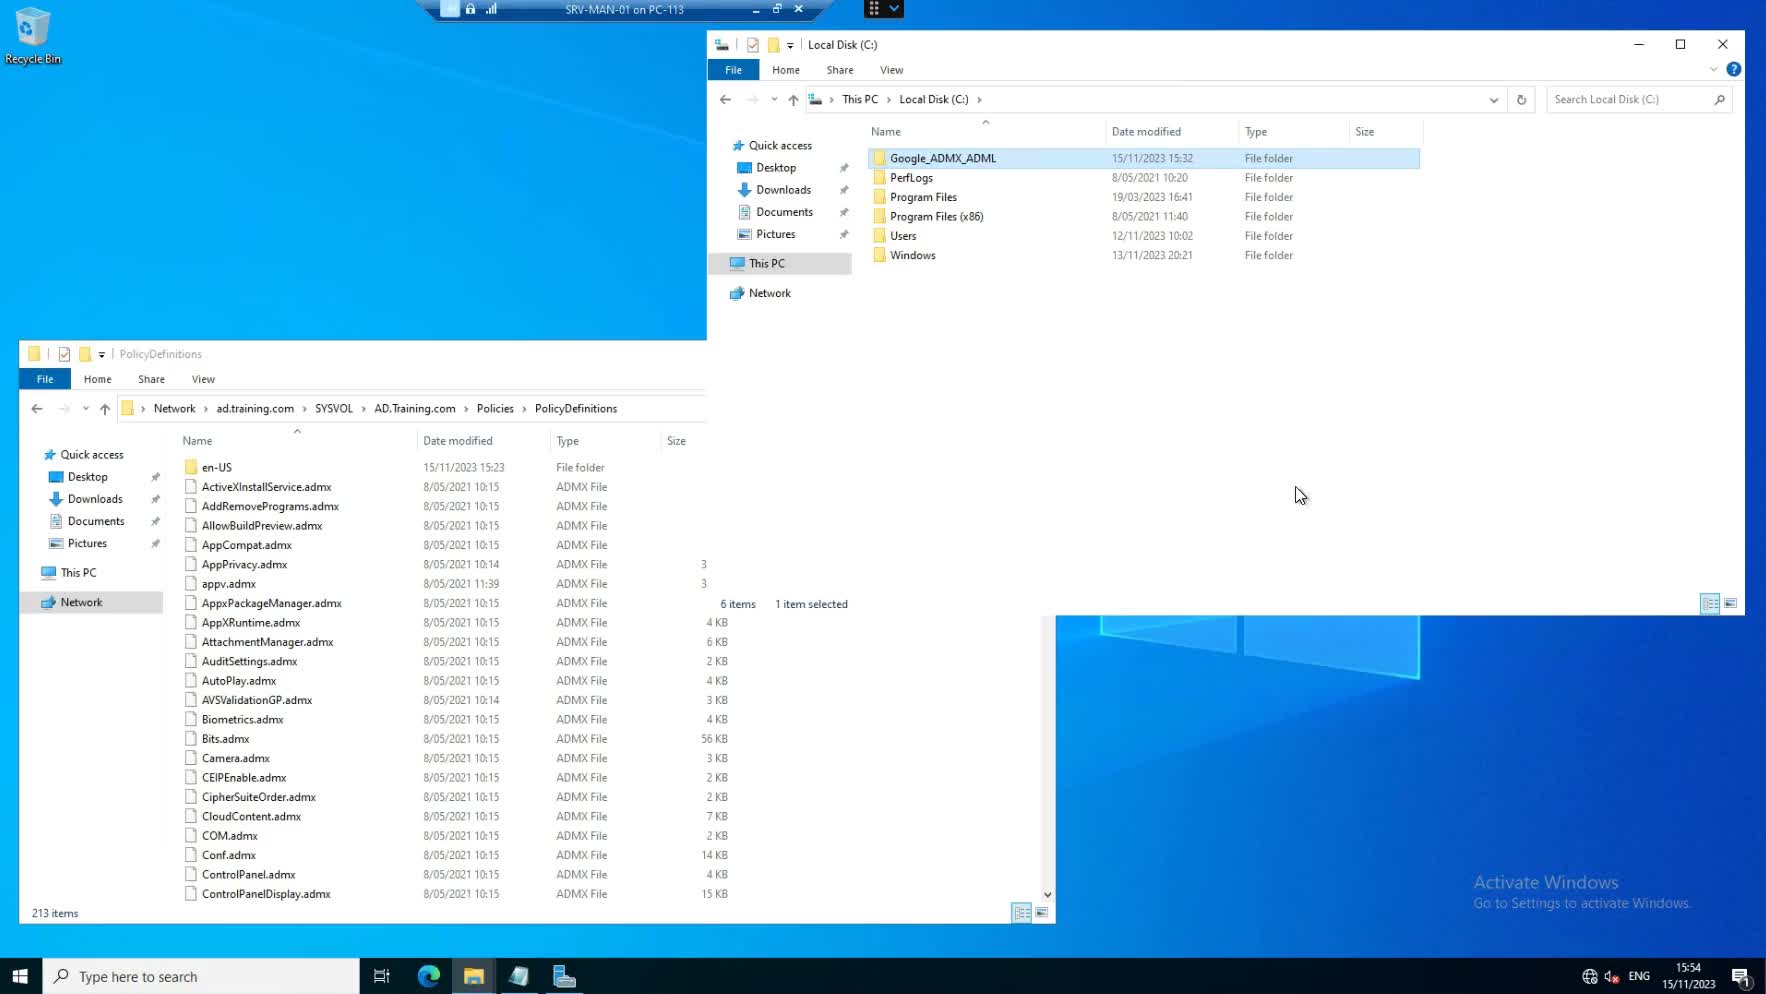 Recycle Bin
SRV-MAN-01 on PC-113
Local Disk (C:)
File Home Share View
This PC Local Disk (C:)
Search Local Disk (C:)
Name Date modified Type Size
Quick access
Desktop
Downloads
Documents
Pictures
This PC
Network
Google_ADMX_ADML 15/11/2023 15:32 File folder
PerfLogs 8/05/2021 10:20 File folder
Program Files 19/03/2023 16:41 File folder
Program Files (x86) 8/05/2021 11:40 File folder
Users 12/11/2023 10:02 File folder
Windows 13/11/2023 20:21 File folder
6 items 1 item selected
PolicyDefinitions
File Home Share View
Network ad.training.com SYSVOL AD.Training.com Policies PolicyDefinitions
Name Date modified Type Size
Quick access
Desktop
Downloads
Documents
Pictures
This PC
Network
en-US 15/11/2023 15:23 File folder
ActiveXInstallService.admx 8/05/2021 10:15 ADMX File
AddRemovePrograms.admx 8/05/2021 10:15 ADMX File
AllowBuildPreview.admx 8/05/2021 10:15 ADMX File
AppCompat.admx 8/05/2021 10:15 ADMX File
AppPrivacy.admx 8/05/2021 10:14 ADMX File 3
appv.admx 8/05/2021 11:39 ADMX File 3
AppxPackageManager.admx 8/05/2021 10:15 ADMX File
AppXRuntime.admx 8/05/2021 10:15 ADMX File 4 KB
AttachmentManager.admx 8/05/2021 10:15 ADMX File 6 KB
AuditSettings.admx 8/05/2021 10:15 ADMX File 2 KB
AutoPlay.admx 8/05/2021 10:15 ADMX File 4 KB
AVSValidationGP.admx 8/05/2021 10:14 ADMX File 3 KB
Biometrics.admx 8/05/2021 10:15 ADMX File 4 KB
Bits.admx 8/05/2021 10:15 ADMX File 56 KB
Camera.admx 8/05/2021 10:15 ADMX File 3 KB
CEIPEnable.admx 8/05/2021 10:15 ADMX File 2 KB
CipherSuiteOrder.admx 8/05/2021 10:15 ADMX File 2 KB
CloudContent.admx 8/05/2021 10:15 ADMX File 7 KB
COM.admx 8/05/2021 10:15 ADMX File 2 KB
Conf.admx 8/05/2021 10:15 ADMX File 14 KB
ControlPanel.admx 8/05/2021 10:15 ADMX File 4 KB
ControlPanelDisplay.admx 8/05/2021 10:15 ADMX File 15 KB
213 items
Activate Windows
Go to Settings to activate Windows.
Type here to search
ENG
15:54
15/11/2023
1